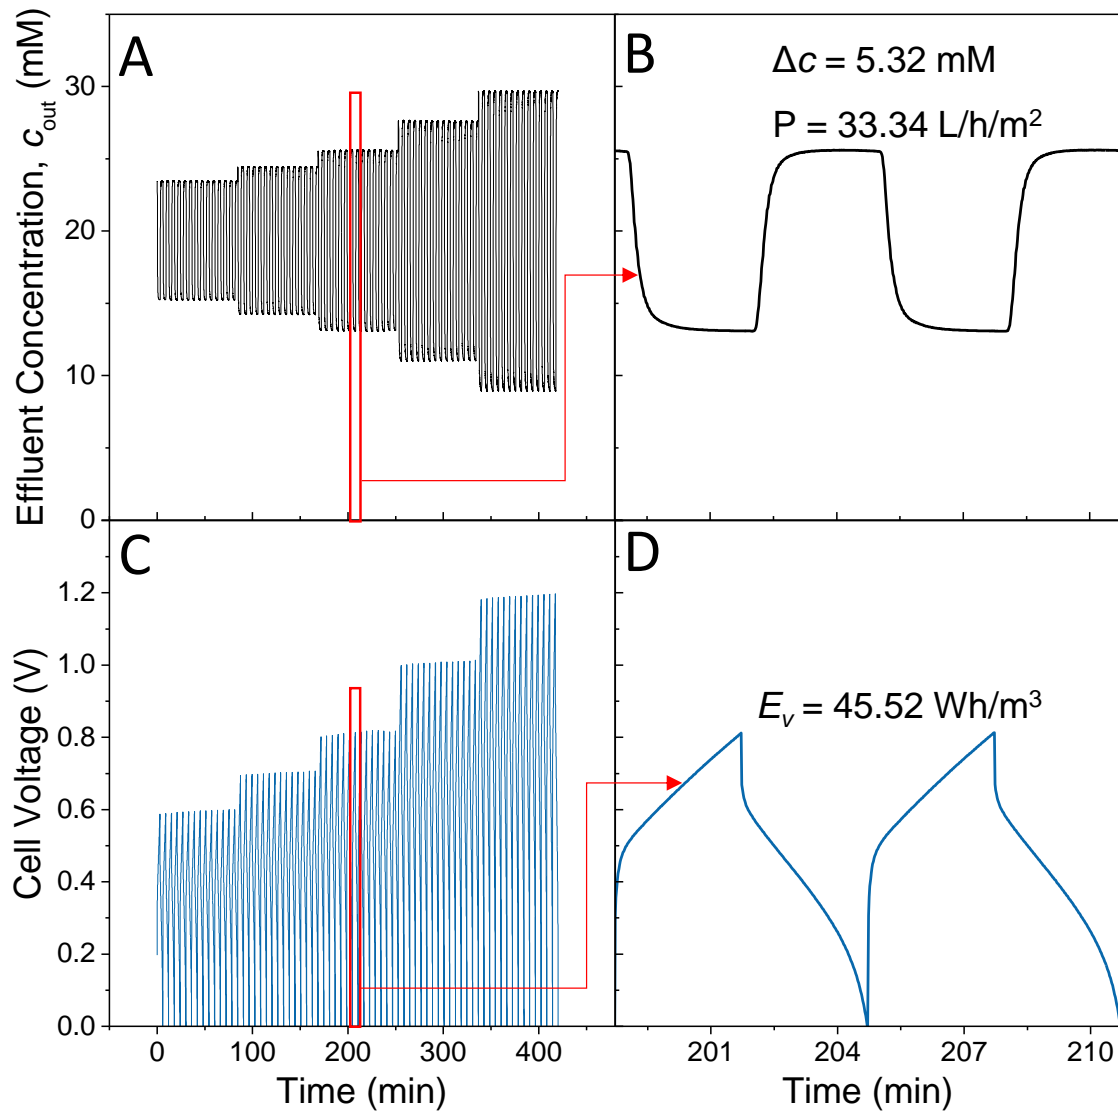 A
B
Δc = 5.32 mM
P = 33.34 L/h/m²
Effluent Concentration, c_out (mM)
30
20
10
0
C
D
E_v = 45.52 Wh/m³
Cell Voltage (V)
1.2
1.0
0.8
0.6
0.4
0.2
0.0
0 100 200 300 400
201 204 207 210
Time (min)
Time (min)